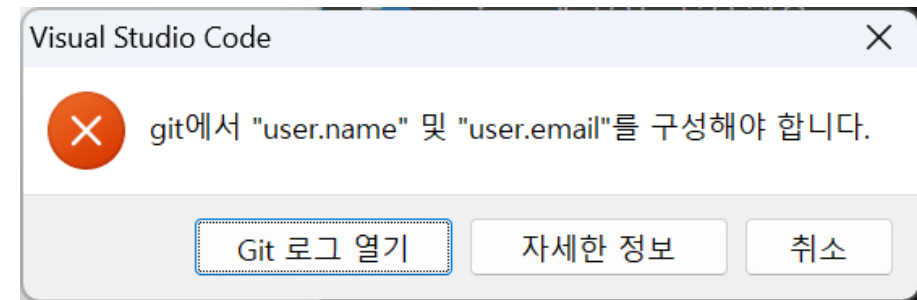 Visual Studio Code
git에서 "user.name" 및 "user.email"를 구성해야 합니다.
Git 로그 열기
자세한 정보
취소